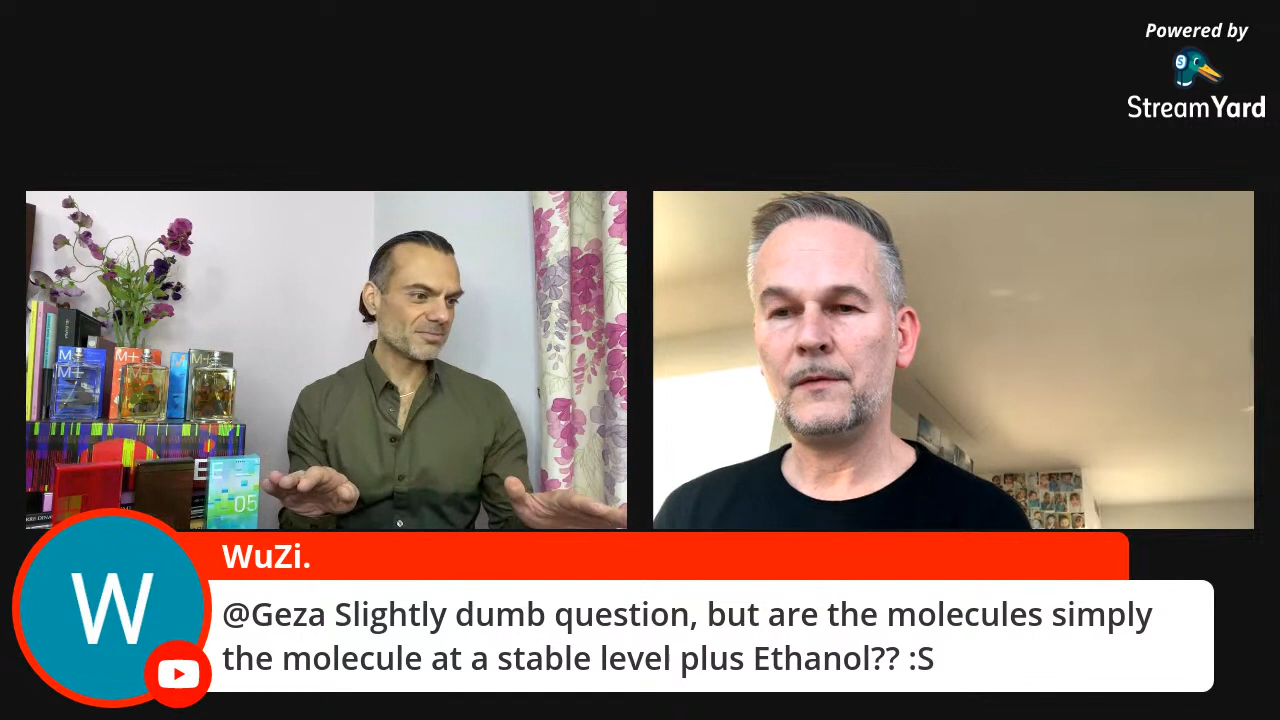 Powered by
S
StreamYard
M+
M+
M+
M+
E
E
05
W
WuZi.
@Geza Slightly dumb question, but are the molecules simply
the molecule at a stable level plus Ethanol?? :S